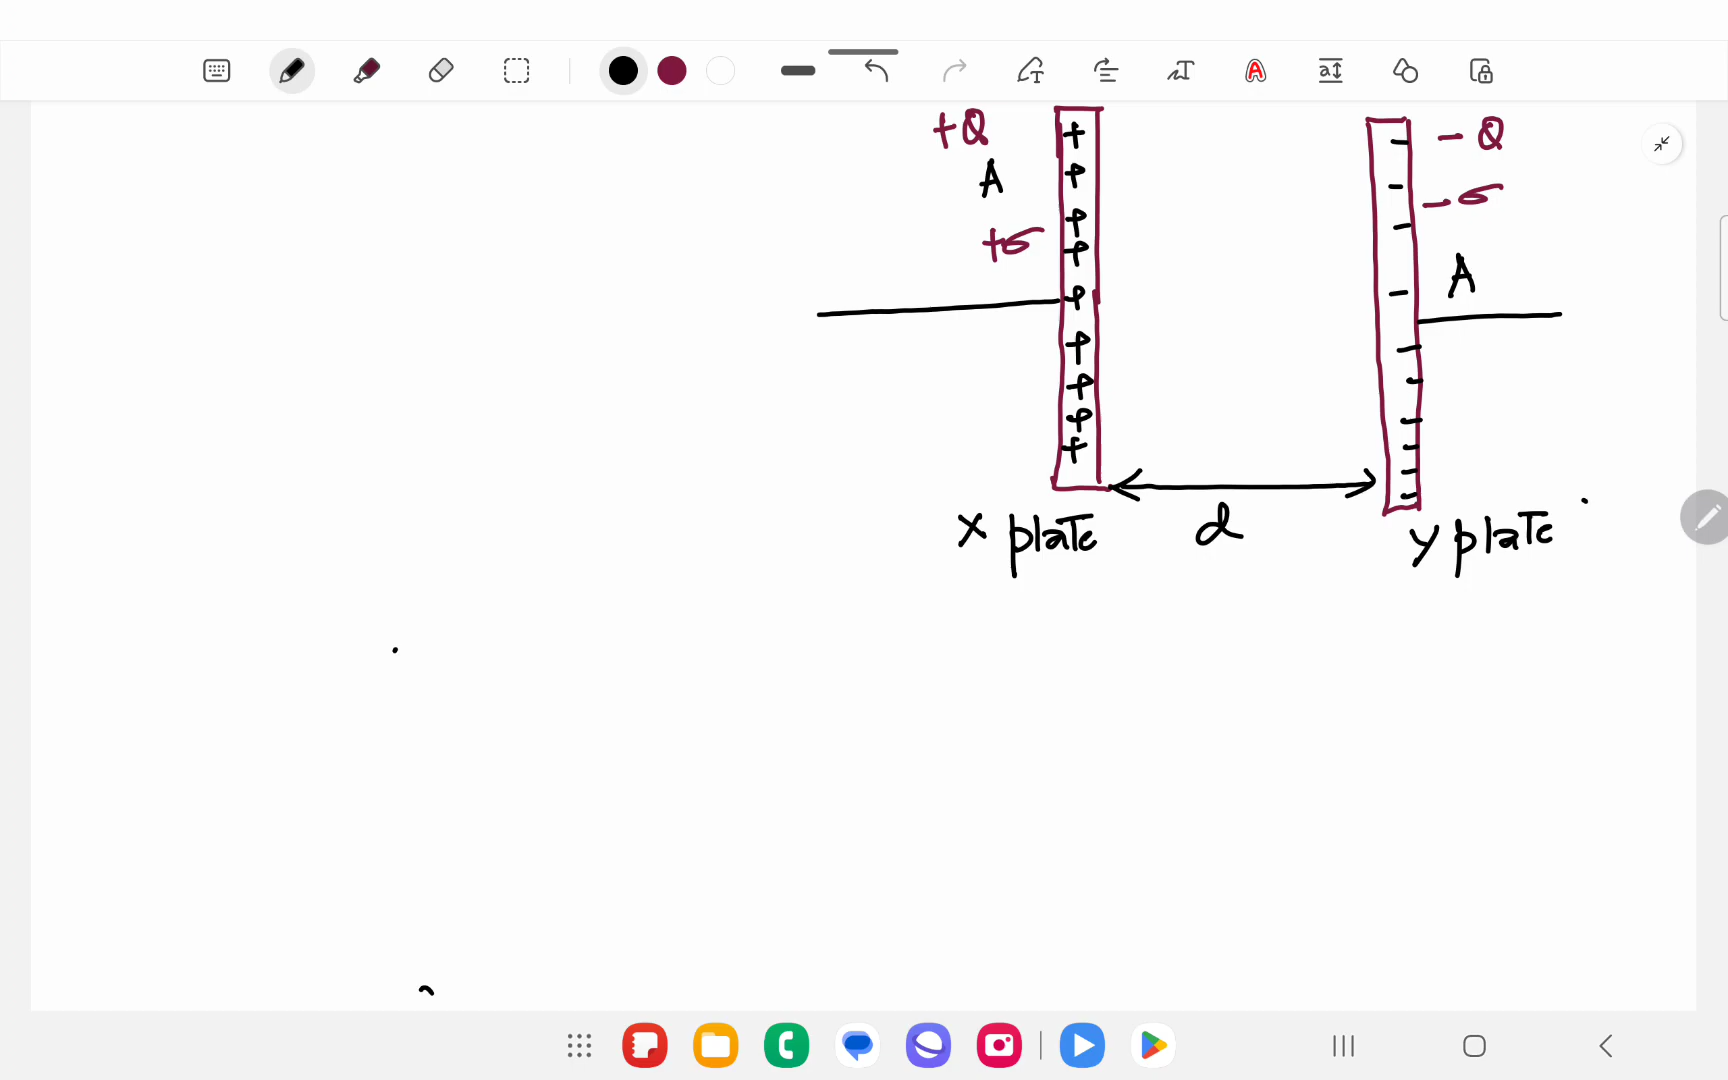 +Q
- Q
A
-σ
+σ
A
X plate
d
y plate